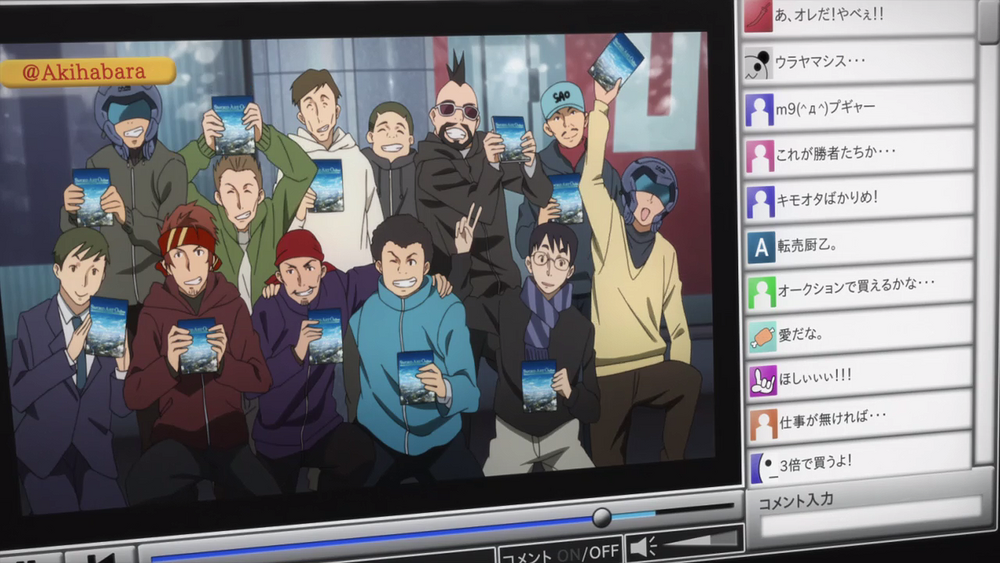 @Akihabara
SAO
あ、オレだ!やべぇ!!
ウラヤマシス・・・
m9(^д^)プギャー
これが勝者たちか・・・
キモオタばかりめ!
A
転売厨乙。
オークションで買えるかな・・・
愛だな。
ほしぃいい!!!
仕事が無ければ・・・
3倍で買うよ!
コメント入力
コメント ON/OFF